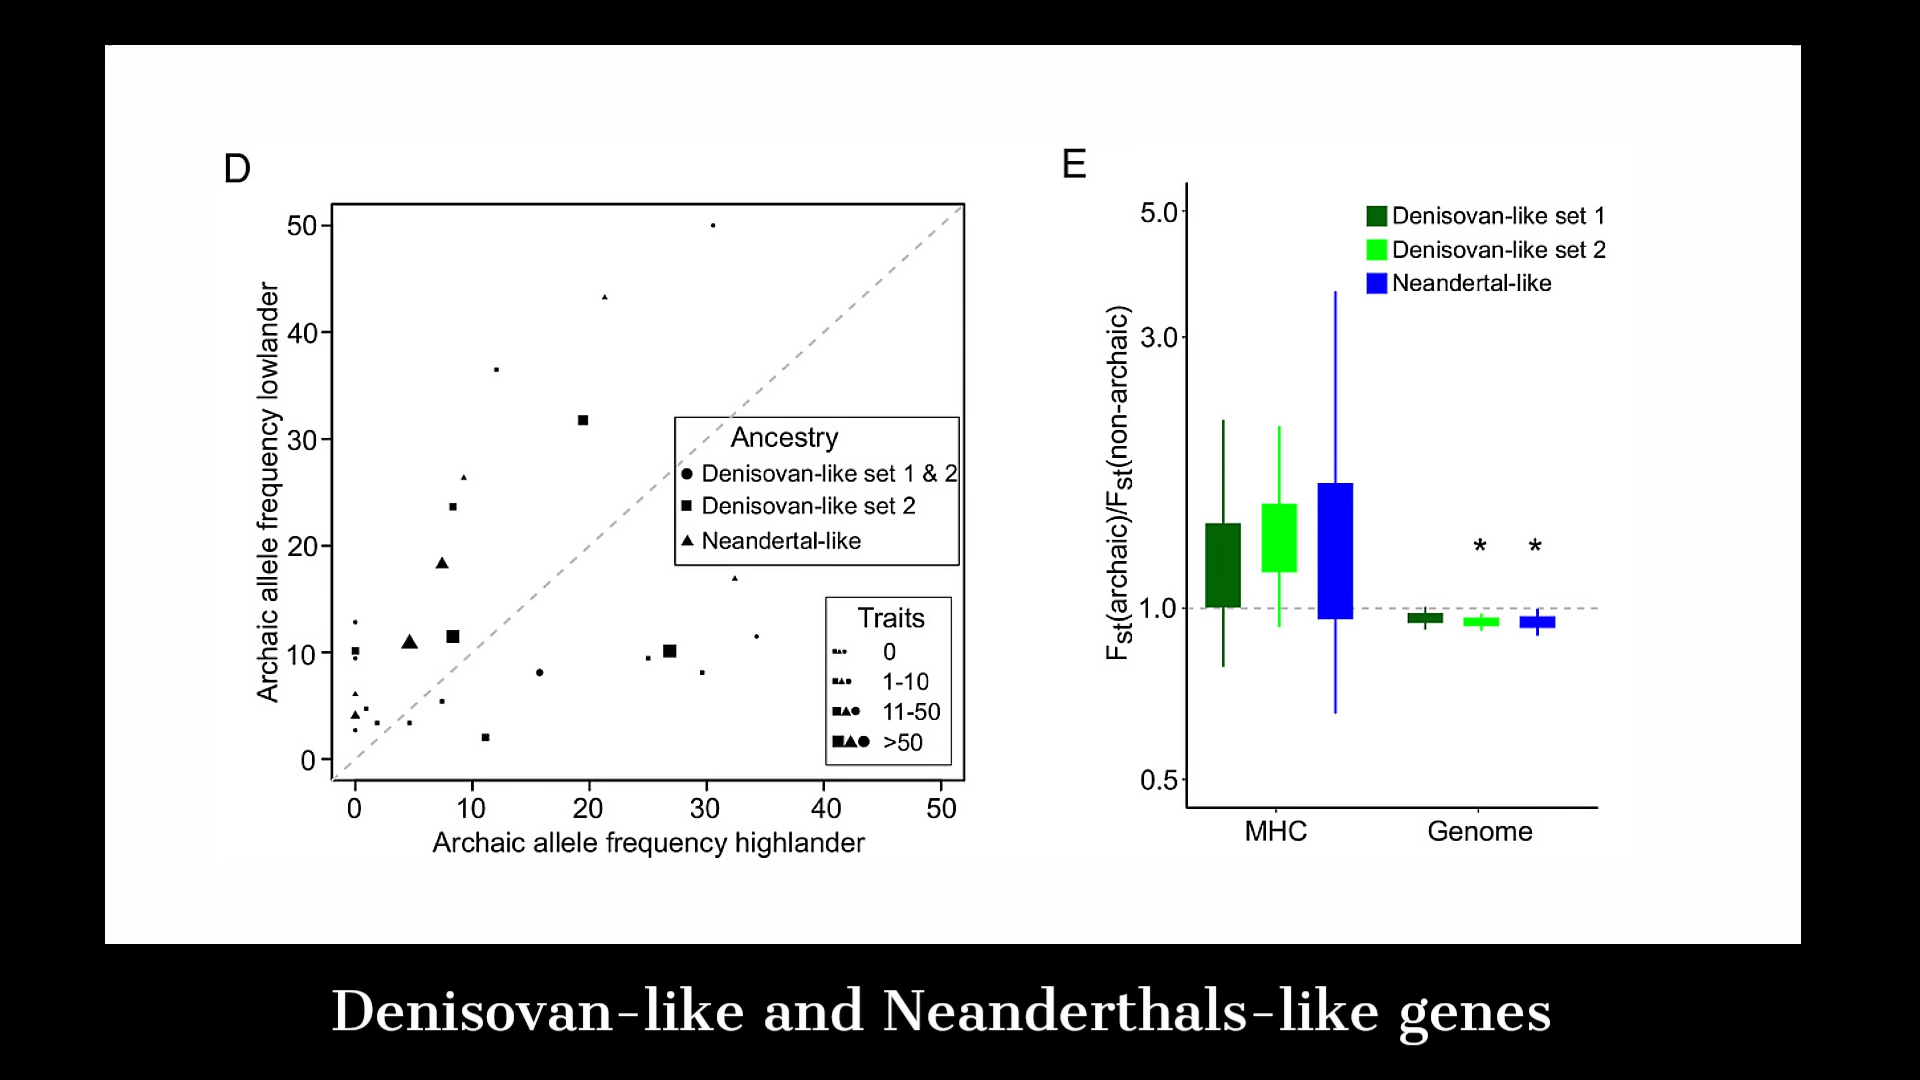 D
50
40
30
20
10
0
Archaic allele frequency lowlander
Ancestry
Denisovan-like set 1 & 2
Denisovan-like set 2
Neandertal-like
Traits
0
1-10
11-50
>50
0 10 20 30 40 50
Archaic allele frequency highlander
E
5.0
3.0
1.0
0.5
Fst(archaic)/Fst(non-archaic)
Denisovan-like set 1
Denisovan-like set 2
Neandertal-like
* *
MHC Genome
Denisovan-like and Neanderthals-like genes